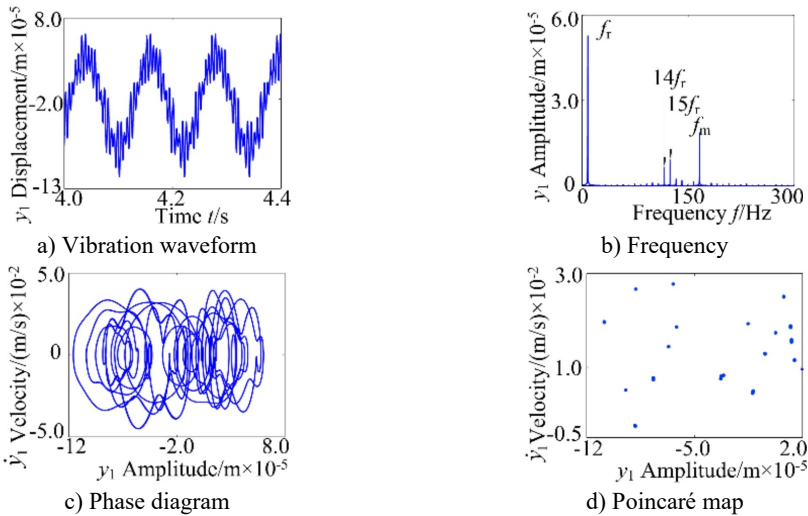 8.0
-2.0
-13
4.0
4.2
4.4
y₁ Displacement/m×10⁻⁵
Time t/s
a) Vibration waveform
6.0
3.0
0
150
300
y₁ Amplitude/m×10⁻⁵
fᵣ
14fᵣ
15fᵣ
fₘ
Frequency f/Hz
b) Frequency
5.0
0
-5.0
-12
-2.0
8.0
ẏ₁ Velocity/(m/s)×10⁻²
y₁ Amplitude/m×10⁻⁵
c) Phase diagram
3.0
1.0
-0.5
-12
-5.0
2.0
ẏ₁Velocity/(m/s)×10⁻²
y₁ Amplitude/m×10⁻⁵
d) Poincaré map